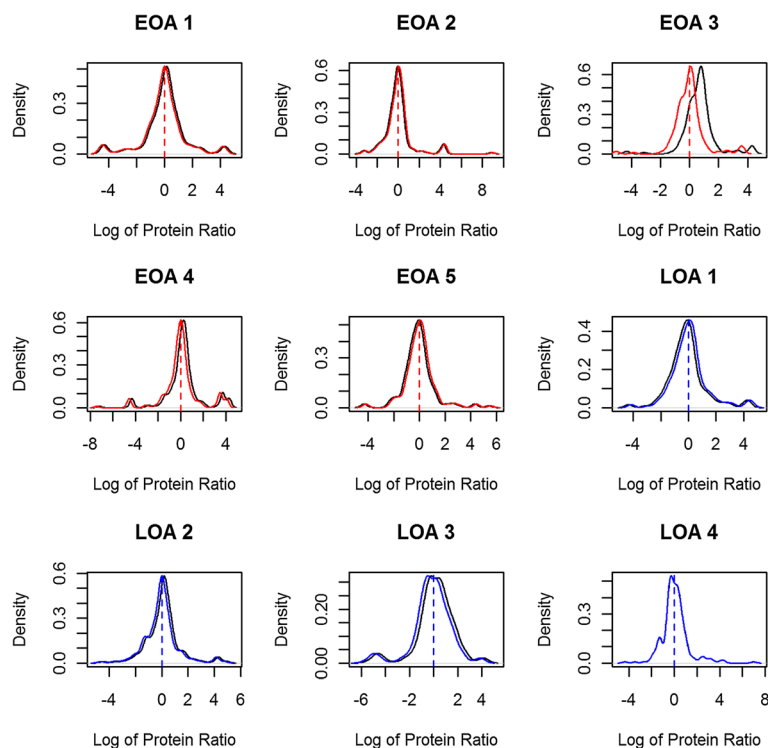 EOA 1 EOA 2 EOA 3
Density 0.0 0.3 -4 0 2 4 Log of Protein Ratio
Density 0.0 0.3 0.6 -4 0 4 8 Log of Protein Ratio
Density 0.0 0.3 0.6 -4 0 2 4 Log of Protein Ratio
EOA 4 EOA 5 LOA 1
Density 0.0 0.3 0.6 -8 -4 0 4 Log of Protein Ratio
Density 0.0 0.3 -4 0 2 4 6 Log of Protein Ratio
Density 0.0 0.2 0.4 -4 0 2 4 Log of Protein Ratio
LOA 2 LOA 3 LOA 4
Density 0.0 0.3 0.6 -4 0 2 4 6 Log of Protein Ratio
Density 0.00 0.20 -6 -2 2 4 Log of Protein Ratio
Density 0.0 0.3 -4 0 4 8 Log of Protein Ratio